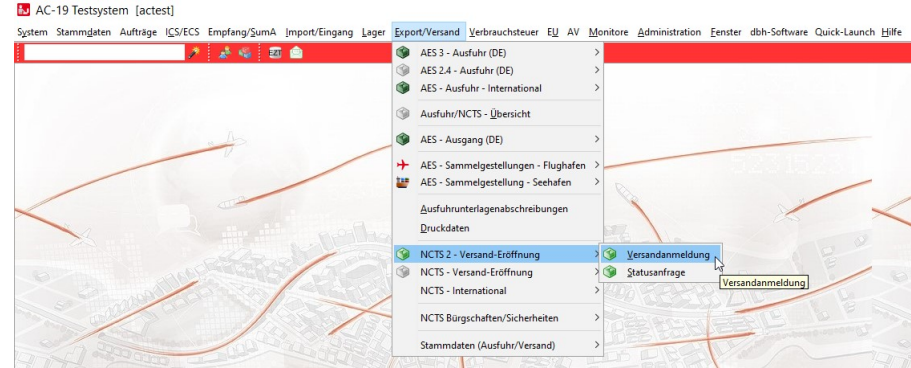 AC-19 Testsystem [actest]
System Stammdaten Aufträge ICS/ECS Empfang/SumA Import/Eingang Lager Export/Versand Verbrauchsteuer EU AV Monitore Administration Fenster dbh-Software Quick-Launch Hilfe
EZT
AES 3 - Ausfuhr (DE)
AES 2.4 - Ausfuhr (DE)
AES - Ausfuhr - International
Ausfuhr/NCTS - Übersicht
AES - Ausgang (DE)
AES - Sammelgestellungen - Flughafen
AES - Sammelgestellung - Seehafen
Ausfuhrunterlagenabschreibungen
Druckdaten
NCTS 2 - Versand-Eröffnung
Versandanmeldung
NCTS - Versand-Eröffnung
Statusanfrage
Versandanmeldung
NCTS - International
NCTS Bürgschaften/Sicherheiten
Stammdaten (Ausfuhr/Versand)